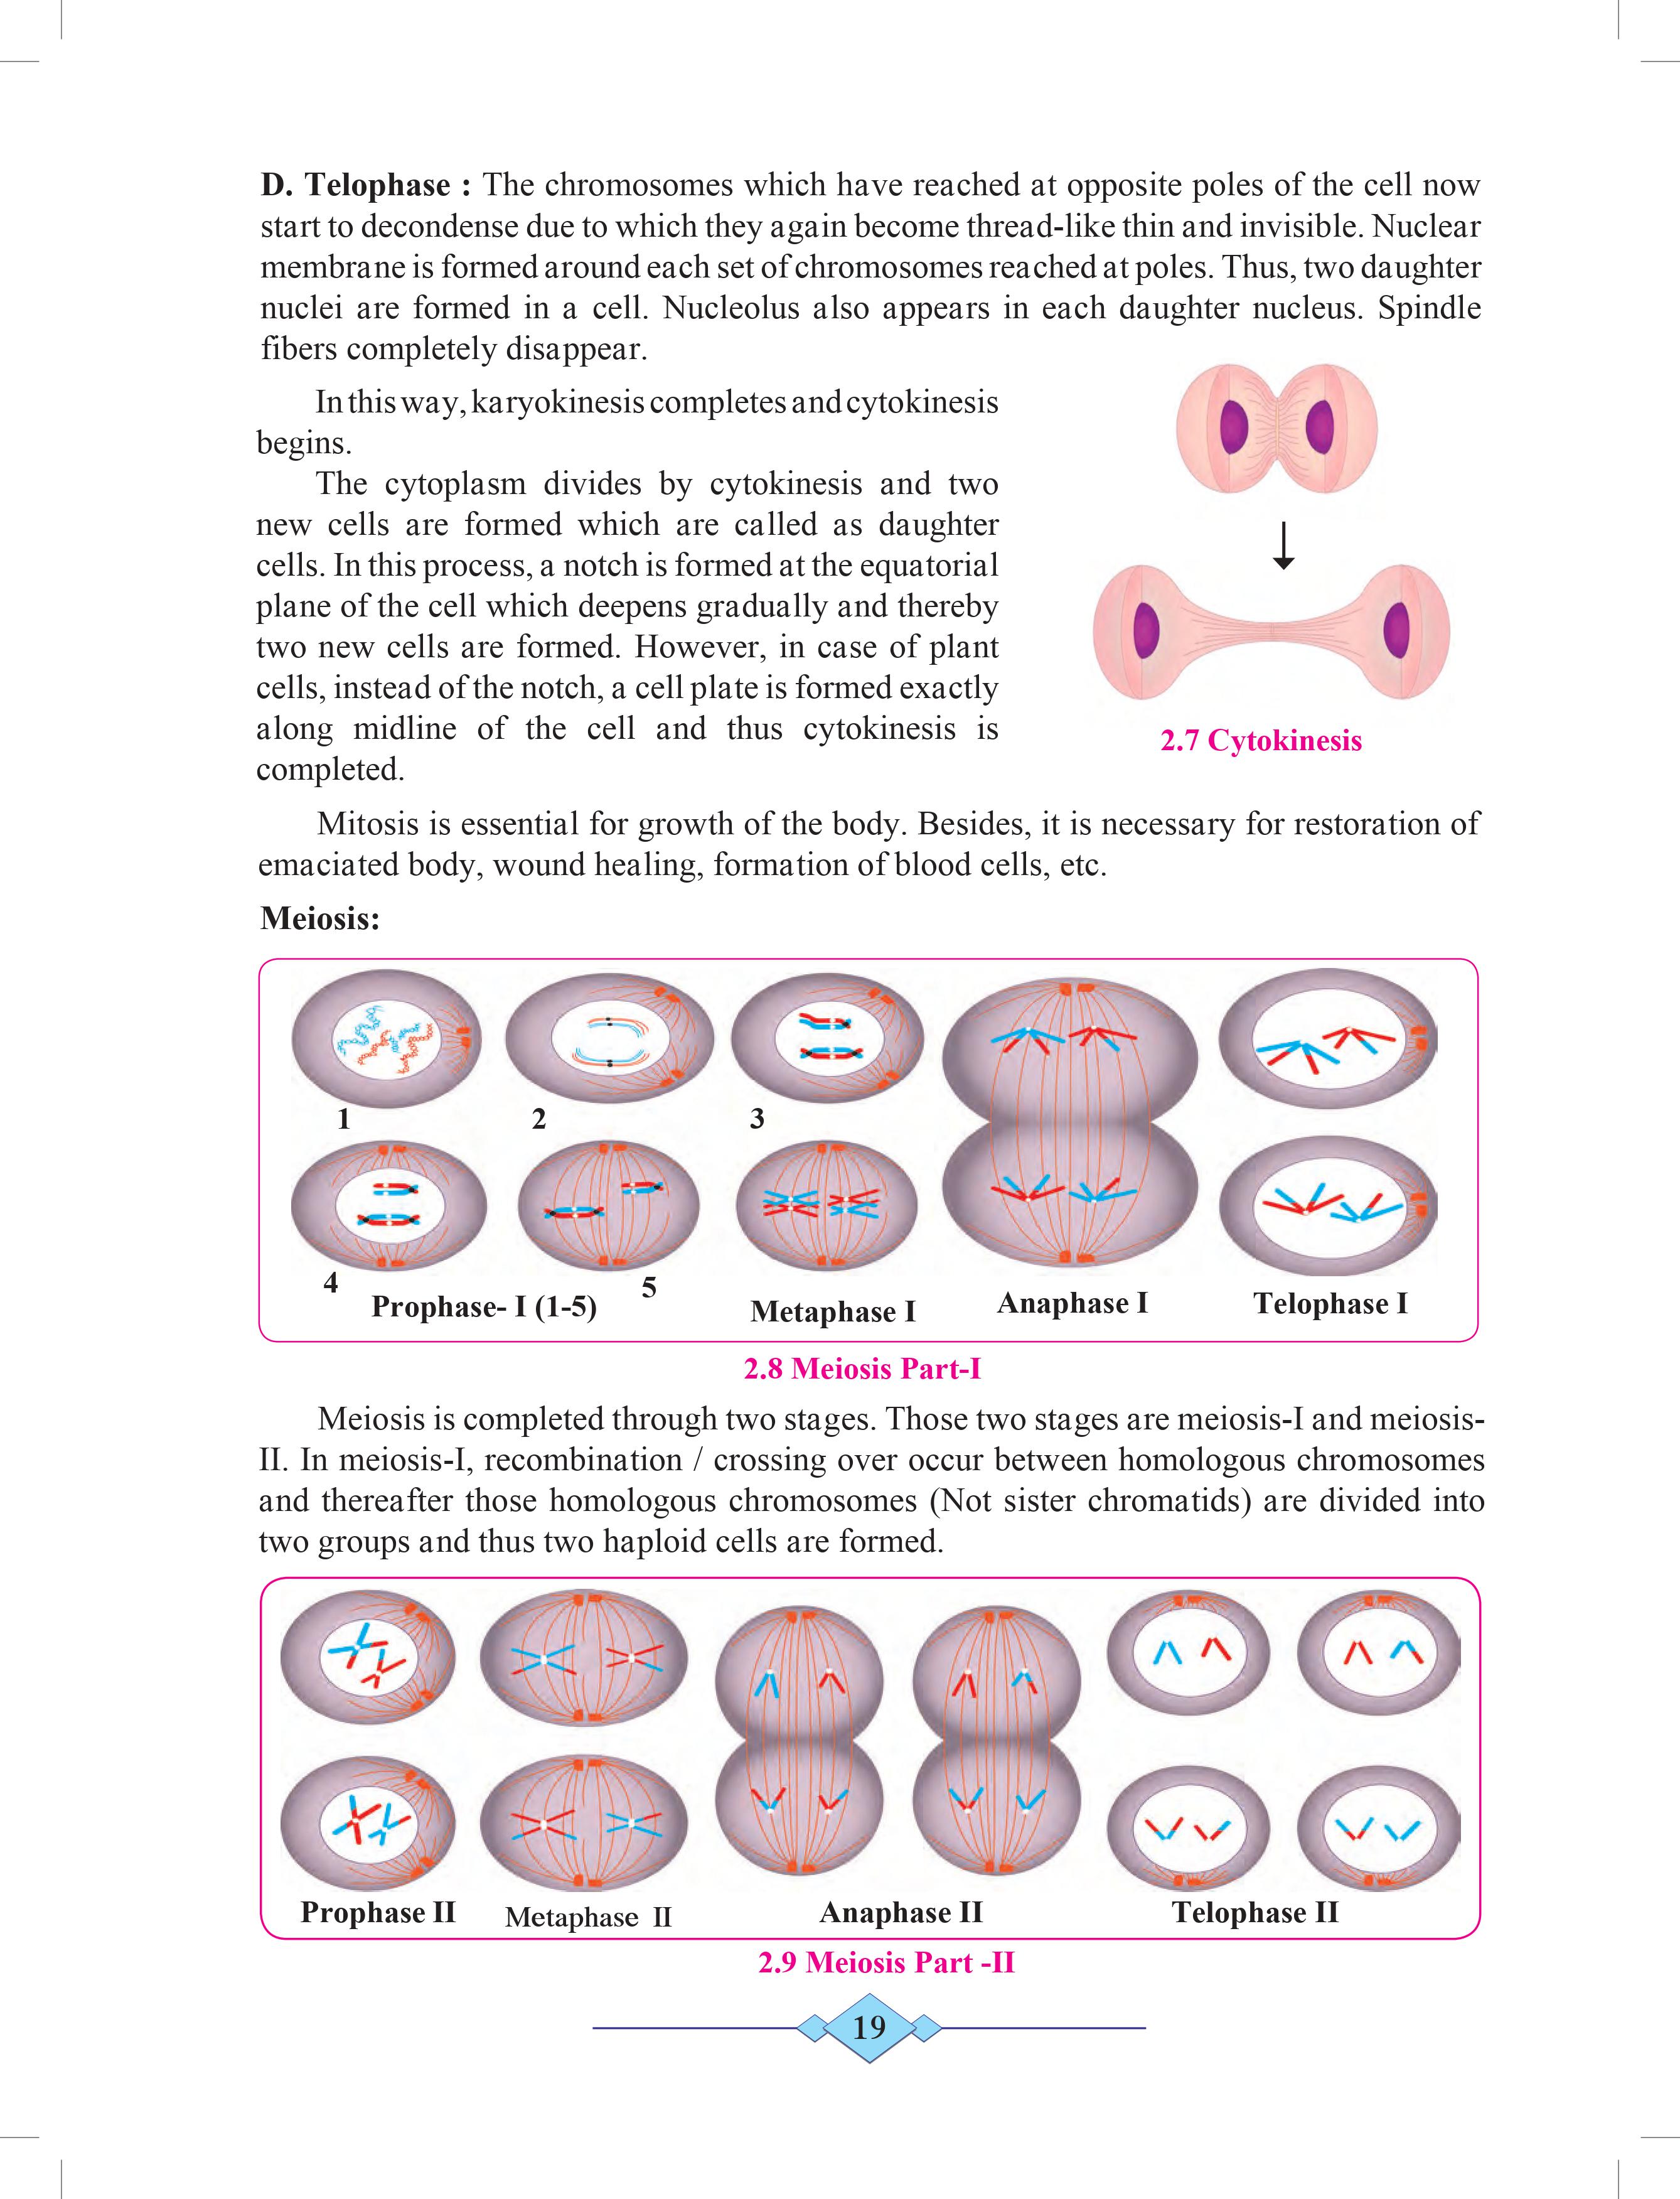 D. Telophase : The chromosomes which have reached at opposite poles of the cell now
start to decondense due to which they again become thread-like thin and invisible. Nuclear
membrane is formed around each set of chromosomes reached at poles. Thus, two daughter
nuclei are formed in a cell. Nucleolus also appears in each daughter nucleus. Spindle
fibers completely disappear.
In this way, karyokinesis completes and cytokinesis
begins.
The cytoplasm divides by cytokinesis and two
new cells are formed which are called as daughter
cells. In this process, a notch is formed at the equatorial
plane of the cell which deepens gradually and thereby
two new cells are formed. However, in case of plant
cells, instead of the notch, a cell plate is formed exactly
along midline of the cell and thus cytokinesis is
completed.
2.7 Cytokinesis
Mitosis is essential for growth of the body. Besides, it is necessary for restoration of
emaciated body, wound healing, formation of blood cells, etc.
Meiosis:
1 2 3
4 5
Prophase- I (1-5) Metaphase I Anaphase I Telophase I
2.8 Meiosis Part-I
Meiosis is completed through two stages. Those two stages are meiosis-I and meiosis-
II. In meiosis-I, recombination / crossing over occur between homologous chromosomes
and thereafter those homologous chromosomes (Not sister chromatids) are divided into
two groups and thus two haploid cells are formed.
Prophase II Metaphase II Anaphase II Telophase II
2.9 Meiosis Part -II
19